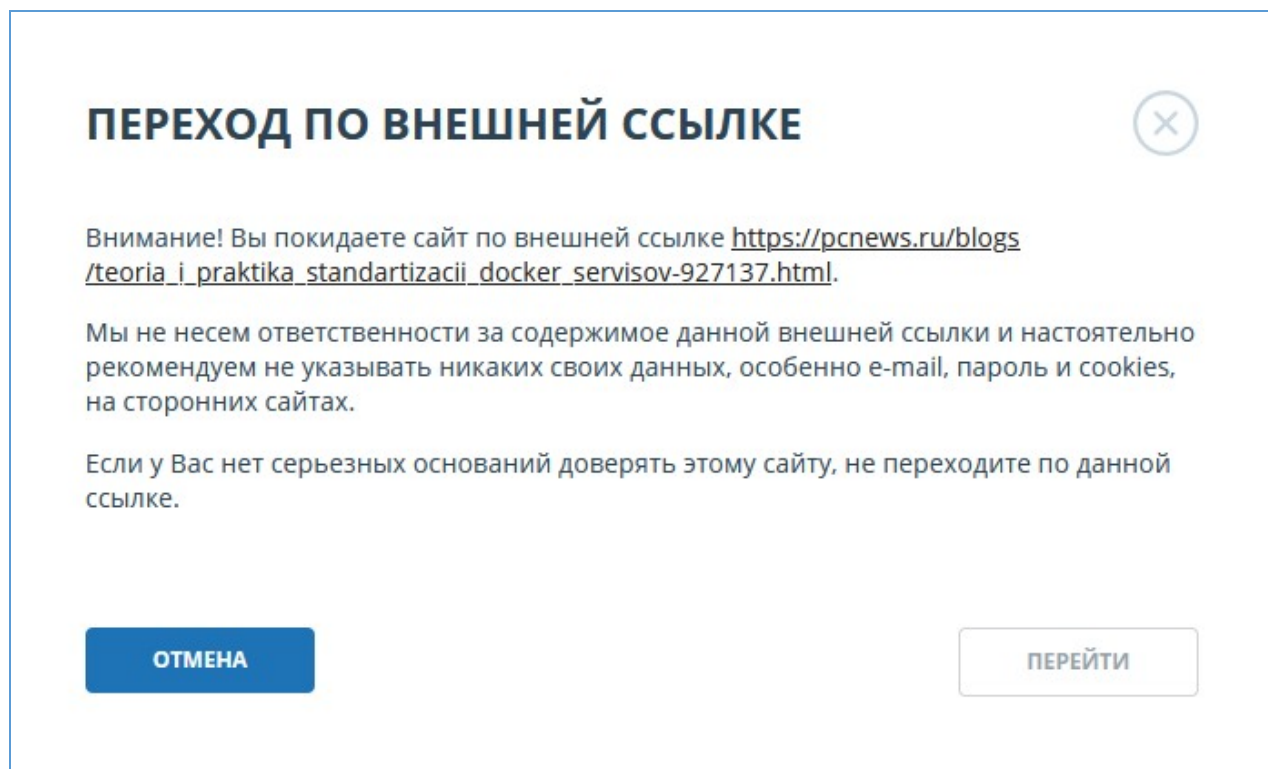 ПЕРЕХОД ПО ВНЕШНЕЙ ССЫЛКЕ
Внимание! Вы покидаете сайт по внешней ссылке https://pcnews.ru/blogs
/teoria_i_praktika_standartizacii_docker_servisov-927137.html.
Мы не несем ответственности за содержимое данной внешней ссылки и настоятельно
рекомендуем не указывать никаких своих данных, особенно e-mail, пароль и cookies,
на сторонних сайтах.
Если у Вас нет серьезных оснований доверять этому сайту, не переходите по данной
ссылке.
ОТМЕНА
ПЕРЕЙТИ